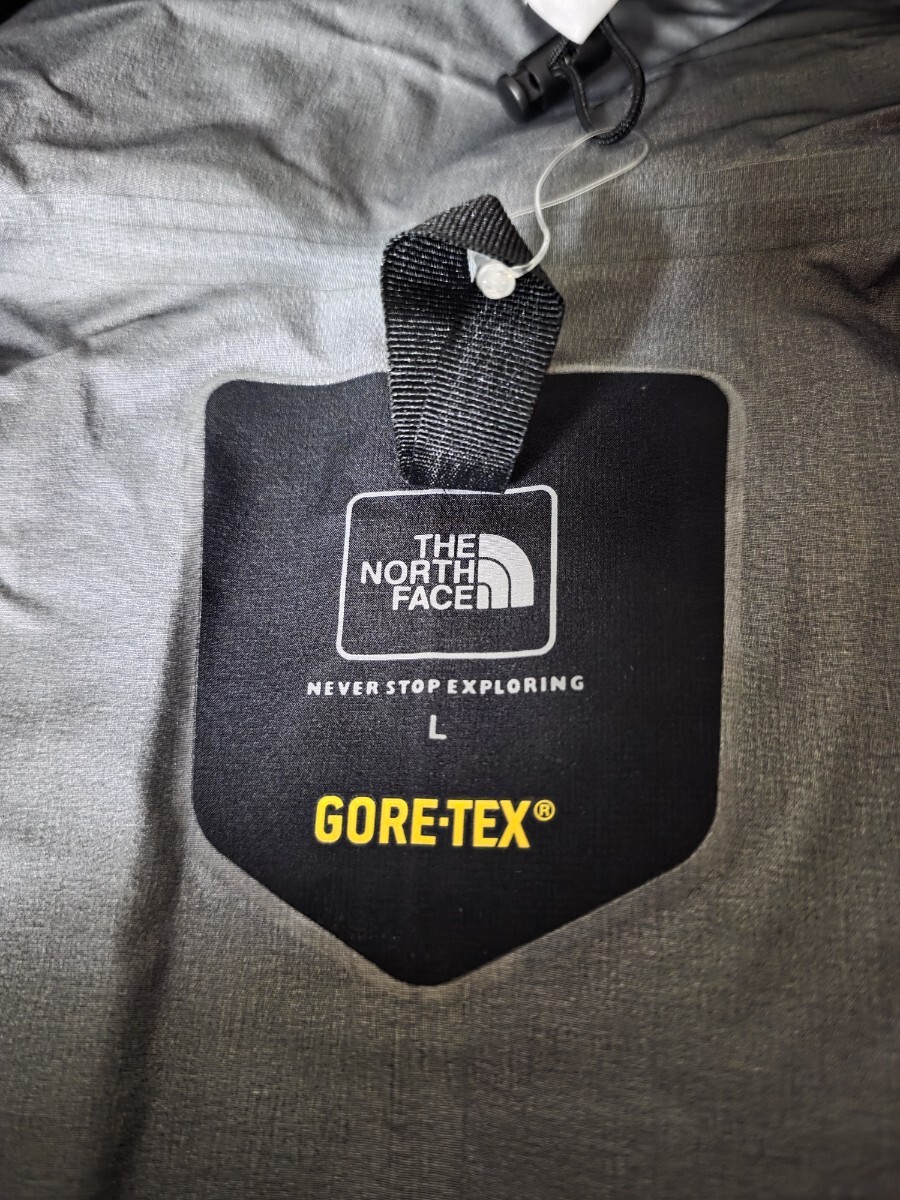 THE
NORTH
FACE
NEVER STOP EXPLORING
L
GORE-TEX®